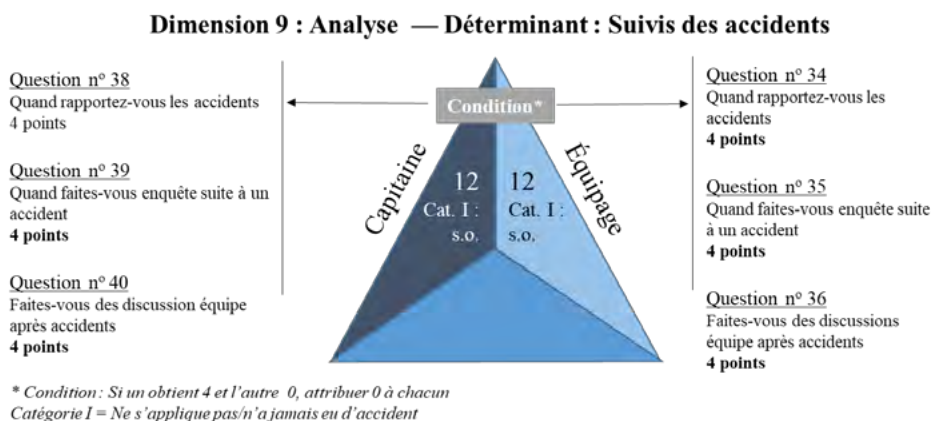 Dimension 9 : Analyse — Déterminant : Suivis des accidents
Question nº 38
Quand rapportez-vous les accidents
4 points
Question nº 39
Quand faites-vous enquête suite à un
accident
4 points
Question nº 40
Faites-vous des discussion équipe
après accidents
4 points
Condition*
Capitaine
12
Cat. I :
s.o.
Équipage
12
Cat. I :
s.o.
Question nº 34
Quand rapportez-vous les
accidents
4 points
Question nº 35
Quand faites-vous enquête suite
à un accident
4 points
Question nº 36
Faites-vous des discussions
équipe après accidents
4 points
* Condition : Si un obtient 4 et l'autre 0, attribuer 0 à chacun
Catégorie I = Ne s'applique pas/n'a jamais eu d'accident